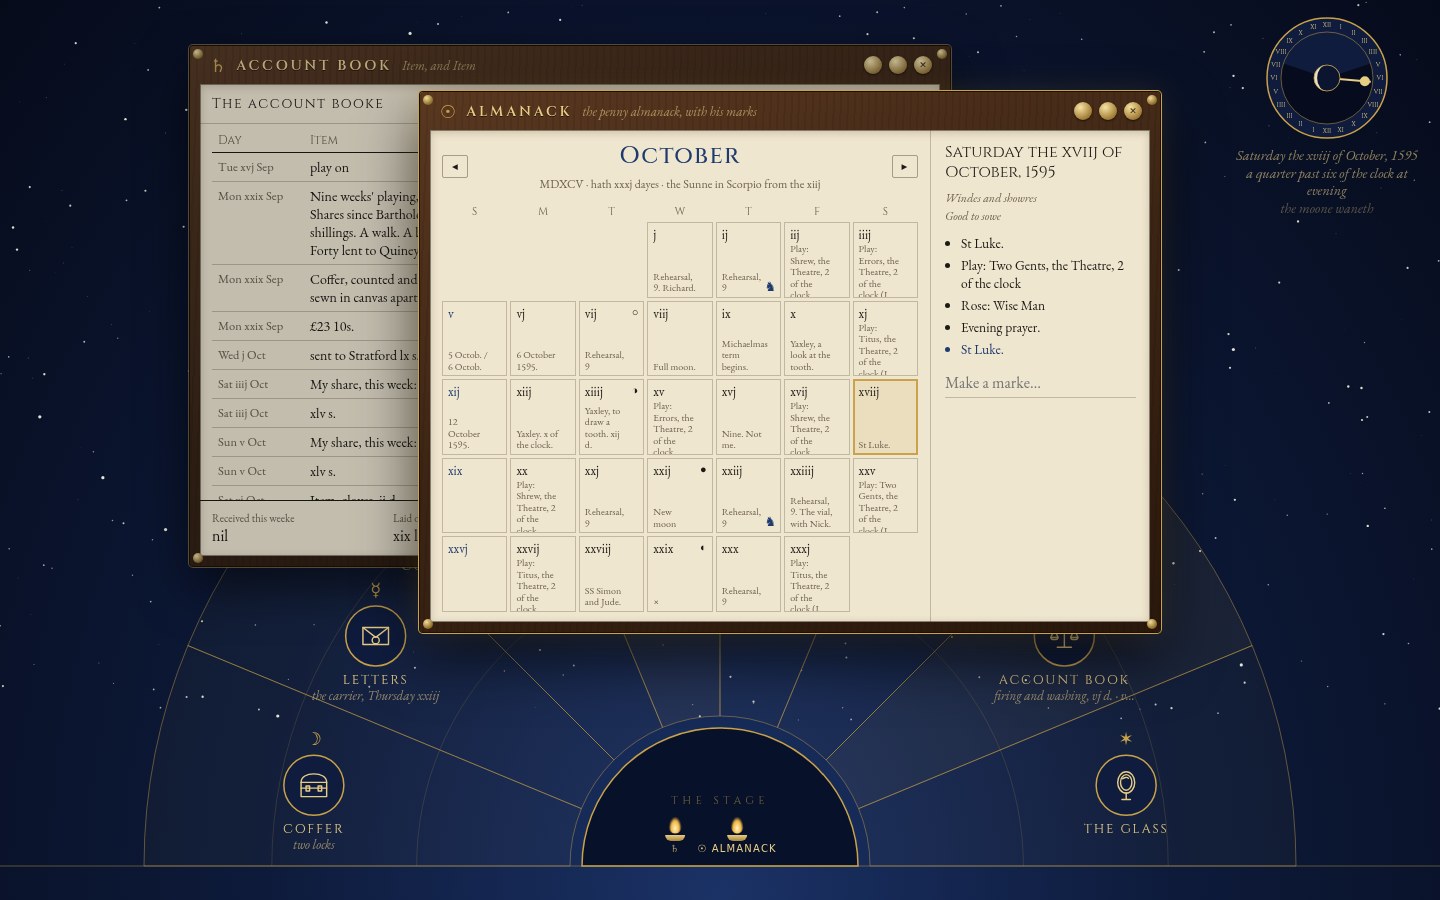 ♄ ACCOUNT BOOK Item, and Item
THE ACCOUNT BOOKE
DAY ITEM
Tue xvj Sep play on
Mon xxix Sep Nine weeks' playing,
Shares since Barthol
shillings. A walk. A
Forty lent to Quiney
Mon xxix Sep Coffer, counted and
sewn in canvas apart
Mon xxix Sep £23 10s.
Wed j Oct sent to Stratford lx s.
Sat iiij Oct My share, this week:
Sat iiij Oct xlv s.
Sun v Oct My share, this week:
Sun v Oct xlv s.
Received this weeke Laid
nil xix l
☉ ALMANACK the penny almanack, with his marks
◄ OCTOBER ►
MDXCV · hath xxxj dayes · the Sunne in Scorpio from the xij
S M T W T F S
j
Rehearsal,
9. Richard.
ij
Rehearsal,
9 ♞
iij
Play:
Shrew, the
Theatre, 2
of the
clock
iiij
Play:
Errors, the
Theatre, 2
of the
clock (I
v
5 Octob. /
6 Octob.
vj
6 October
1595.
vij ○
Rehearsal,
9
viij
Full moon.
ix
Michaelmas
term
begins.
x
Yaxley, a
look at the
tooth.
xj
Play:
Titus, the
Theatre, 2
of the
clock (I
xij
12
October
1595.
xiij
Yaxley. x of
the clock.
xiiij
Yaxley, to
draw a
tooth. xij
d.
xv
Play:
Errors, the
Theatre, 2
of the
clock
xvj
Nine. Not
me.
xvij
Play:
Shrew, the
Theatre, 2
of the
clock
xviij
St Luke.
xix
xx
Play:
Shrew, the
Theatre, 2
of the
clock
xxj
Rehearsal,
9
xxij ●
New
moon
xxiij
Rehearsal,
9 ♞
xxiiij
Rehearsal,
9. The vial,
with Nick.
xxv
Play: Two
Gents, the
Theatre, 2
of the
clock (I
xxvj
xxvij
Play:
Titus, the
Theatre, 2
of the
clock
xxviij
SS Simon
and Jude.
xxix
×
xxx
Rehearsal,
9
xxxj
Play:
Titus, the
Theatre, 2
of the
clock (I
SATURDAY THE XVIIJ OF
OCTOBER, 1595
Windes and showres
Good to sowe
• St Luke.
• Play: Two Gents, the Theatre, 2
of the clock
• Rose: Wise Man
• Evening prayer.
• St Luke.
Make a marke...
Saturday the xviij of October, 1595
a quarter past six of the clock at
evening
the moone waneth
☿
LETTERS
the carrier, Thursday xxiij
☽
COFFER
two locks
ACCOUNT BOOK
firing and washing, vj d. · v...
✶
THE GLASS
THE STAGE
♄ ☉ ALMANACK